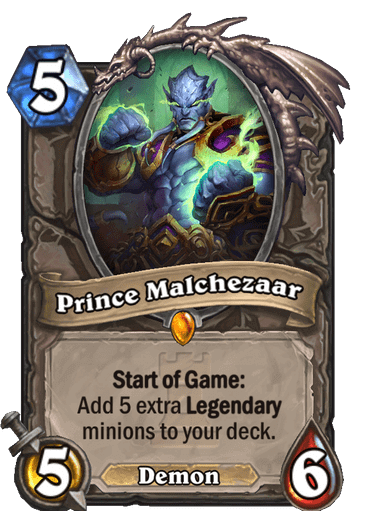 5
Prince Malchezaar
Start of Game:
Add 5 extra Legendary
minions to your deck.
5
Demon
6